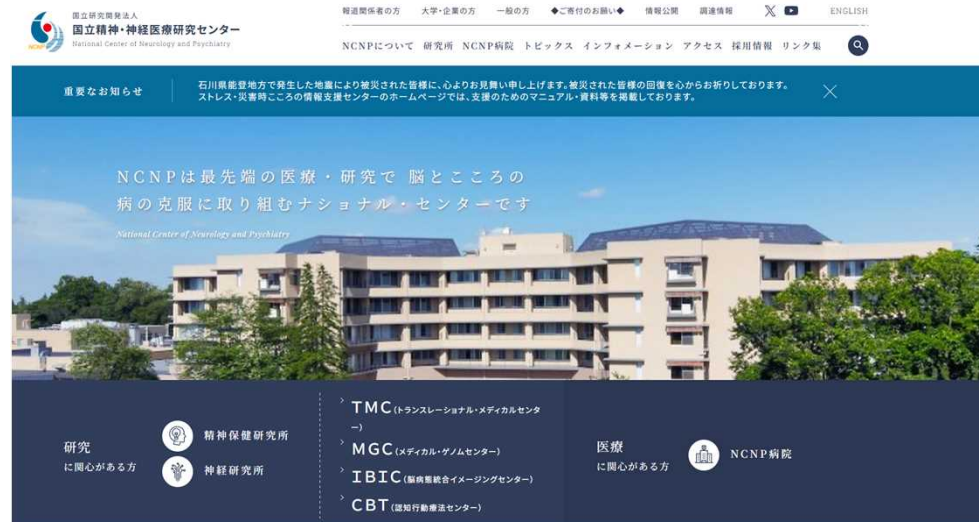 国立研究開発法人
国立精神・神経医療研究センター
National Center of Neurology and Psychiatry
NCNP
報道関係者の方 大学・企業の方 一般の方 ◆ご寄付のお願い◆ 情報公開 調達情報 ENGLISH
NCNPについて 研究所 NCNP病院 トピックス インフォメーション アクセス 採用情報 リンク集
重要なお知らせ
石川県能登地方で発生した地震により被災された皆様に、心よりお見舞い申し上げます。被災された皆様の回復を心からお祈りしております。
ストレス・災害時こころの情報支援センターのホームページでは、支援のためのマニュアル・資料等を掲載しております。
NCNPは最先端の医療・研究で 脳とこころの
病の克服に取り組むナショナル・センターです
National Center of Neurology and Psychiatry
研究
に関心がある方
精神保健研究所
神経研究所
TMC(トランスレーショナル・メディカルセンタ
ー)
MGC(メディカル・ゲノムセンター)
IBIC(脳病態統合イメージングセンター)
CBT(認知行動療法センター)
医療
に関心がある方
NCNP病院